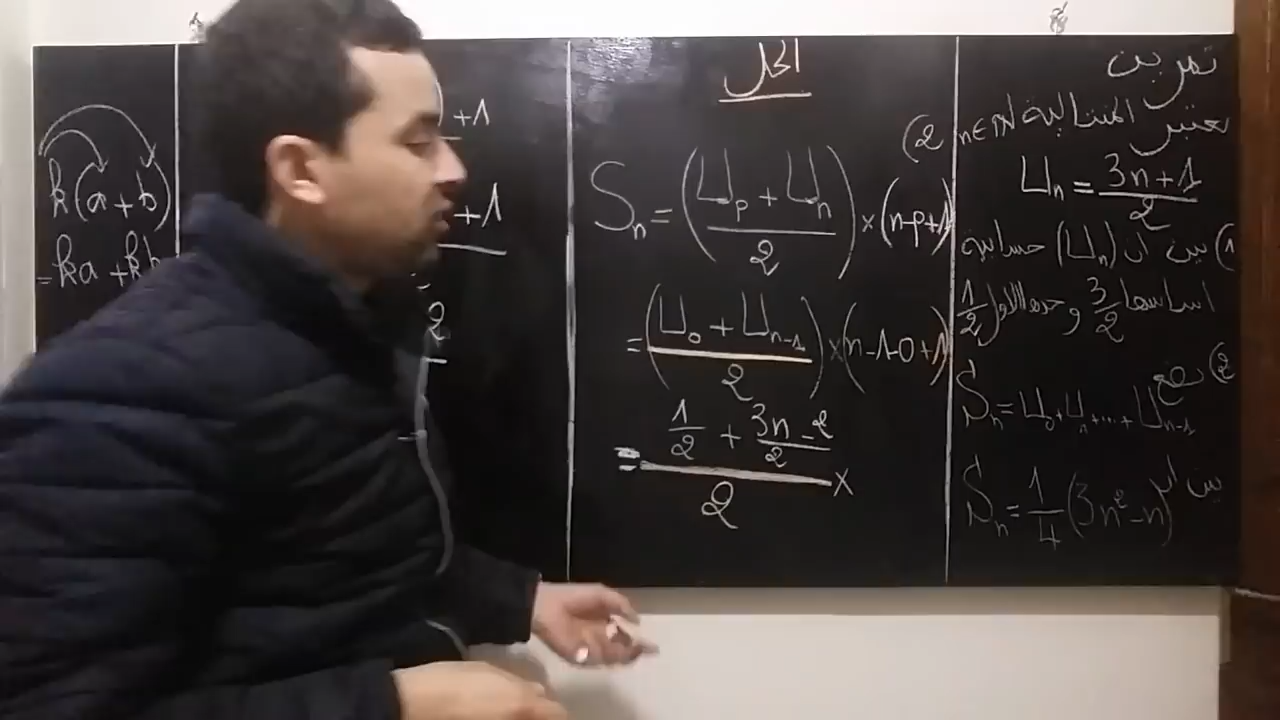 تمرين
نعتبر المتتالية n∈ℕ
Uₙ = (3n+1)/2
1) بين أن (Uₙ) حسابية
أساسها 3/2 و حدها الاول 1/2
2) نضع
Sₙ = U₀ + U₁ + ... + Uₙ₋₁
بين أن
Sₙ = 1/4 (3n² - n)
الحل
(2
Sₙ = ((Uₚ + Uₙ)/2) × (n-p+1)
= ((U₀ + Uₙ₋₁)/2) × (n-1-0+1)
= (1/2 + (3n-2)/2)/2 ×
+1
+1
2
k(a+b)
= ka + kb